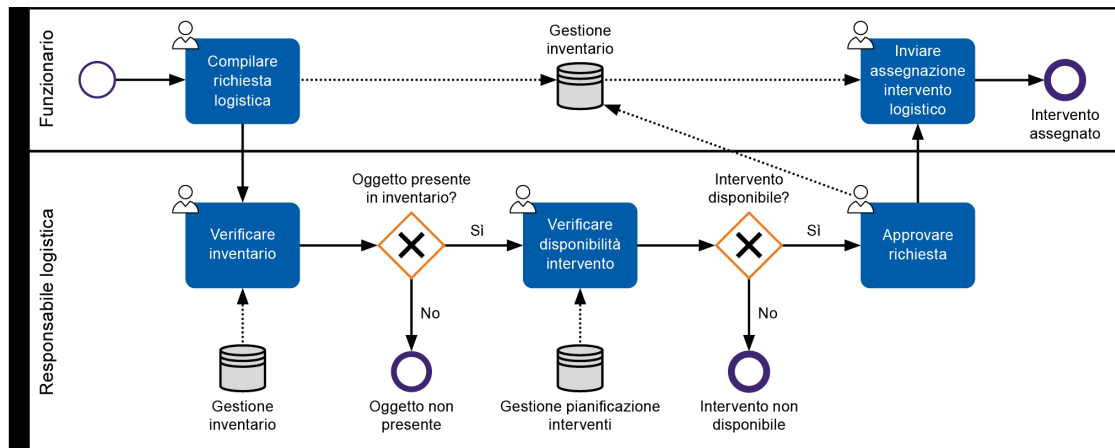 Funzionario
Compilare
richiesta
logistica
Gestione
inventario
Inviare
assegnazione
intervento
logistico
Intervento
assegnato
Responsabile logistica
Verificare
inventario
Oggetto presente
in inventario?
Sì
No
Verificare
disponibilità
intervento
Intervento
disponibile?
Sì
No
Approvare
richiesta
Gestione
inventario
Oggetto non
presente
Gestione pianificazione
interventi
Intervento non
disponibile